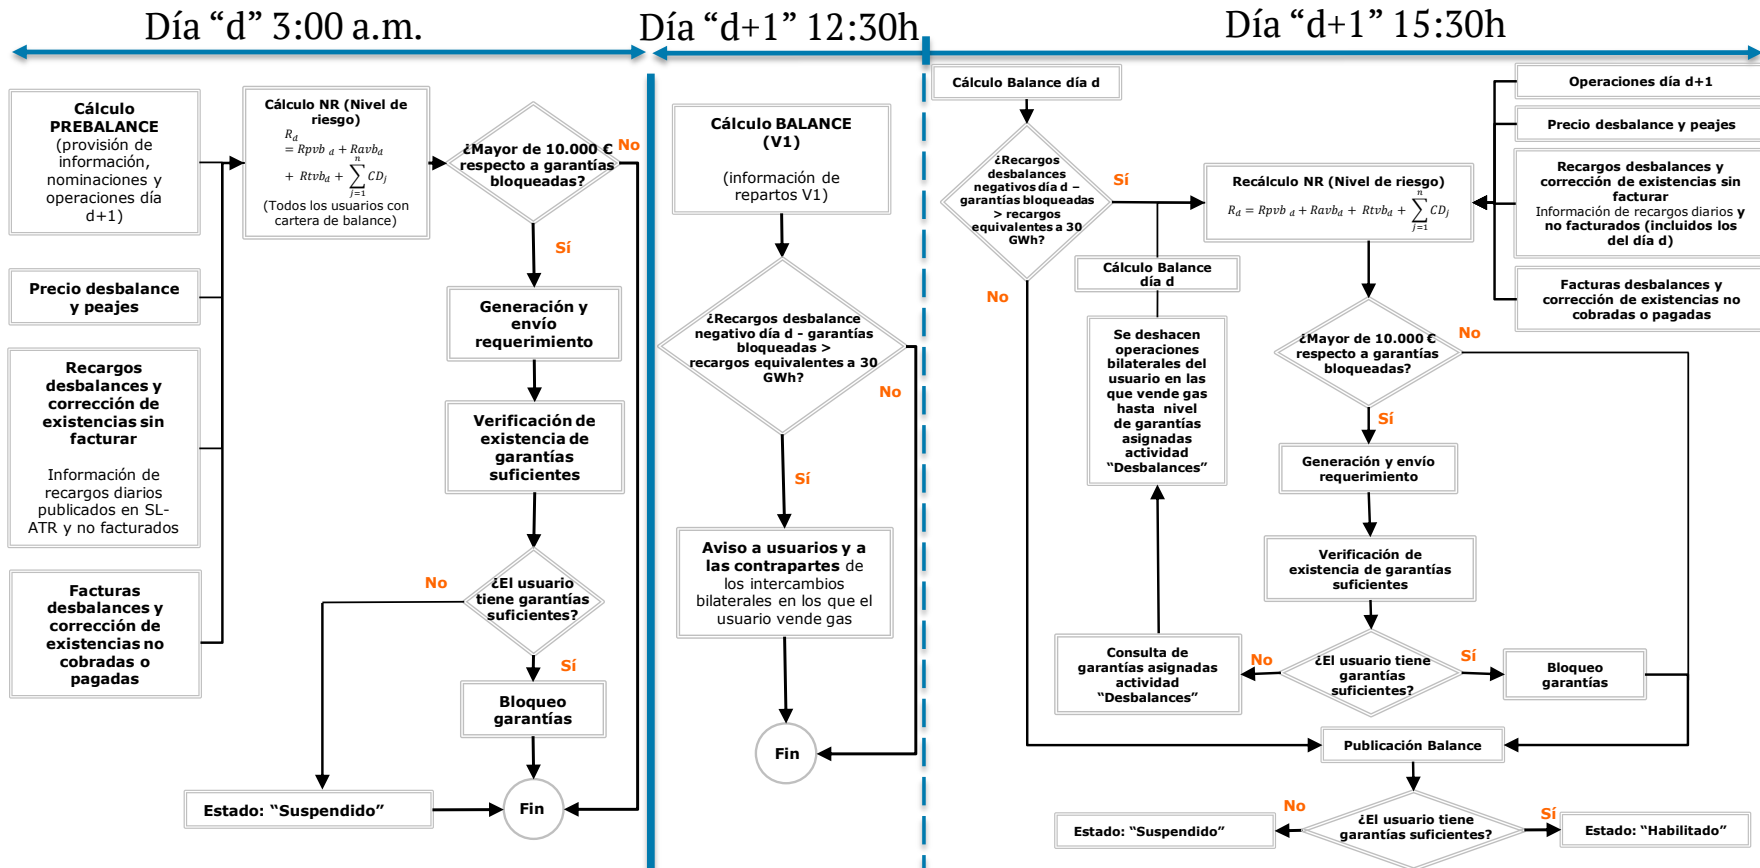 Día “d” 3:00 a.m.
Día “d+1” 12:30h
Día “d+1” 15:30h
Cálculo
PREBALANCE
(provisión de
información,
nominaciones y
operaciones día
d+1)
Precio desbalance
y peajes
Recargos
desbalances y
corrección de
existencias sin
facturar
Información de
recargos diarios
publicados en SL-
ATR y no facturados
Facturas
desbalances y
corrección de
existencias no
cobradas o
pagadas
Cálculo NR (Nivel de
riesgo)
R_d
= Rpvb_d + Ravb_d
+ Rtvb_d + ∑_{j=1}^{n} CD_j
(Todos los usuarios con
cartera de balance)
¿Mayor de 10.000 €
respecto a garantías
bloqueadas?
No
Sí
Generación y
envío
requerimiento
Verificación de
existencia de
garantías
suficientes
¿El usuario
tiene garantías
suficientes?
No
Sí
Bloqueo
garantías
Estado: “Suspendido”
Fin
Cálculo BALANCE
(V1)
(información de
repartos V1)
¿Recargos desbalance
negativo día d - garantías
bloqueadas >
recargos equivalentes a 30
GWh?
No
Sí
Aviso a usuarios y a
las contrapartes de
los intercambios
bilaterales en los que el
usuario vende gas
Fin
Cálculo Balance día d
¿Recargos
desbalances
negativos día d –
garantías bloqueadas
> recargos
equivalentes a 30
GWh?
Sí
No
Recálculo NR (Nivel de riesgo)
R_d = Rpvb_d + Ravb_d + Rtvb_d + ∑_{j=1}^{n} CD_j
Operaciones día d+1
Precio desbalance y peajes
Recargos desbalances y
corrección de existencias sin
facturar
Información de recargos diarios y
no facturados (incluidos los
del día d)
Facturas desbalances y
corrección de existencias no
cobradas o pagadas
Cálculo Balance
día d
Se deshacen
operaciones
bilaterales del
usuario en las
que vende gas
hasta nivel
de garantías
asignadas
actividad
“Desbalances”
¿Mayor de 10.000 €
respecto a garantías
bloqueadas?
No
Sí
Generación y envío
requerimiento
Verificación de
existencia de garantías
suficientes
¿El usuario tiene
garantías
suficientes?
No
Sí
Consulta de
garantías asignadas
actividad
“Desbalances”
Bloqueo
garantías
Publicación Balance
¿El usuario tiene
garantías suficientes?
No
Sí
Estado: “Suspendido”
Estado: “Habilitado”